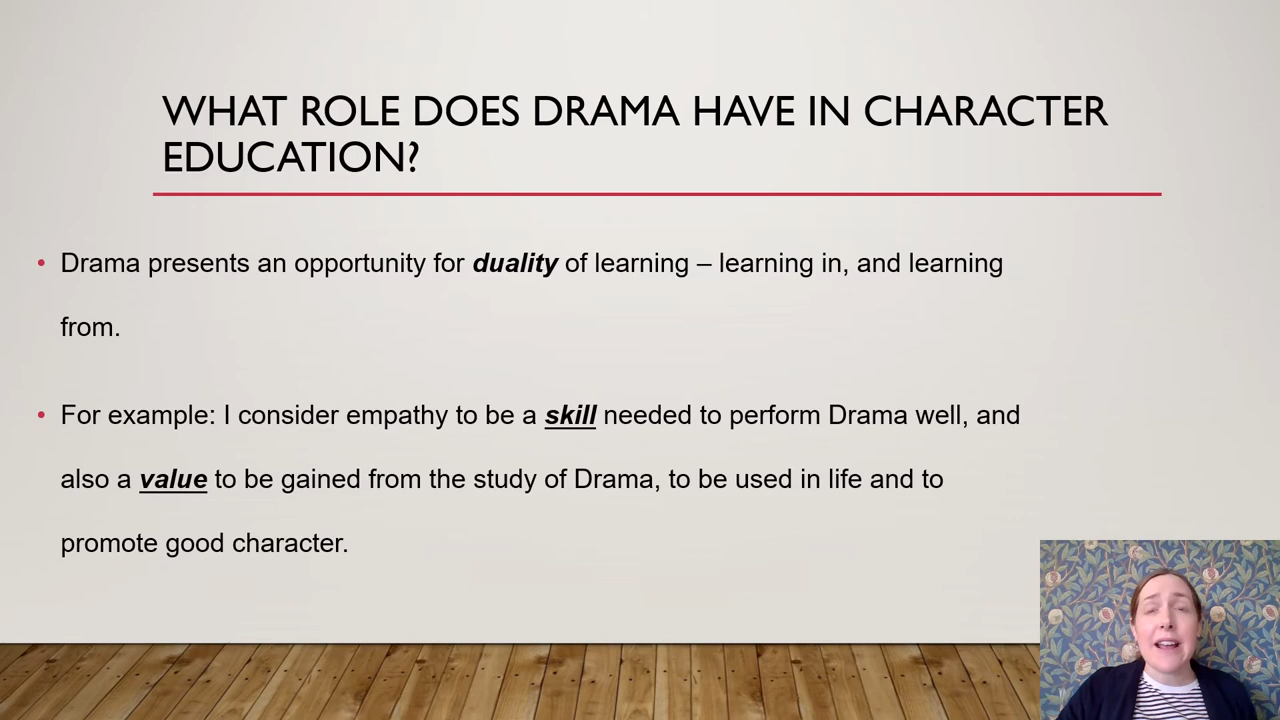 WHAT ROLE DOES DRAMA HAVE IN CHARACTER
EDUCATION?
• Drama presents an opportunity for duality of learning – learning in, and learning
from.
• For example: I consider empathy to be a skill needed to perform Drama well, and
also a value to be gained from the study of Drama, to be used in life and to
promote good character.